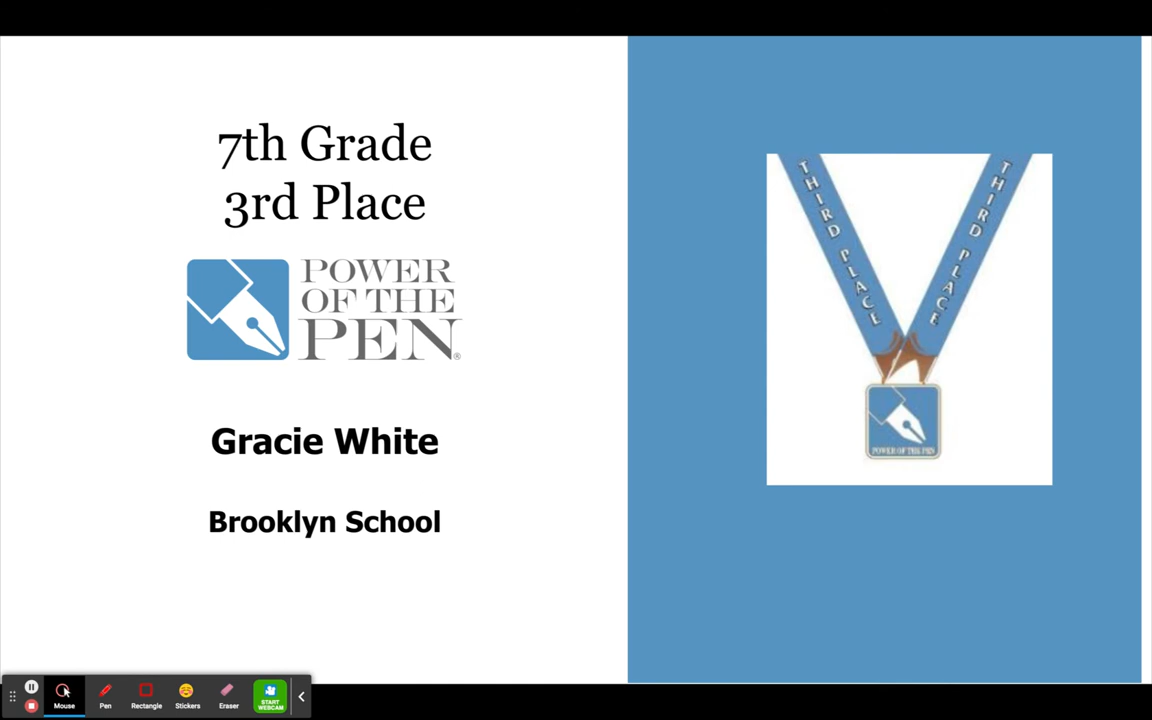 7th Grade
3rd Place
POWER
OF THE
PEN®
Gracie White
Brooklyn School
THIRD PLACE
THIRD PLACE
POWER OF THE PEN
Mouse
Pen
Rectangle
Stickers
Eraser
START
WEBCAM